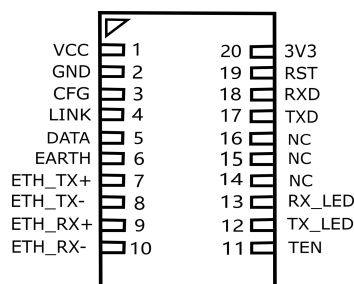 VCC 1 20 3V3
GND 2 19 RST
CFG 3 18 RXD
LINK 4 17 TXD
DATA 5 16 NC
EARTH 6 15 NC
ETH_TX+ 7 14 NC
ETH_TX- 8 13 RX_LED
ETH_RX+ 9 12 TX_LED
ETH_RX- 10 11 TEN